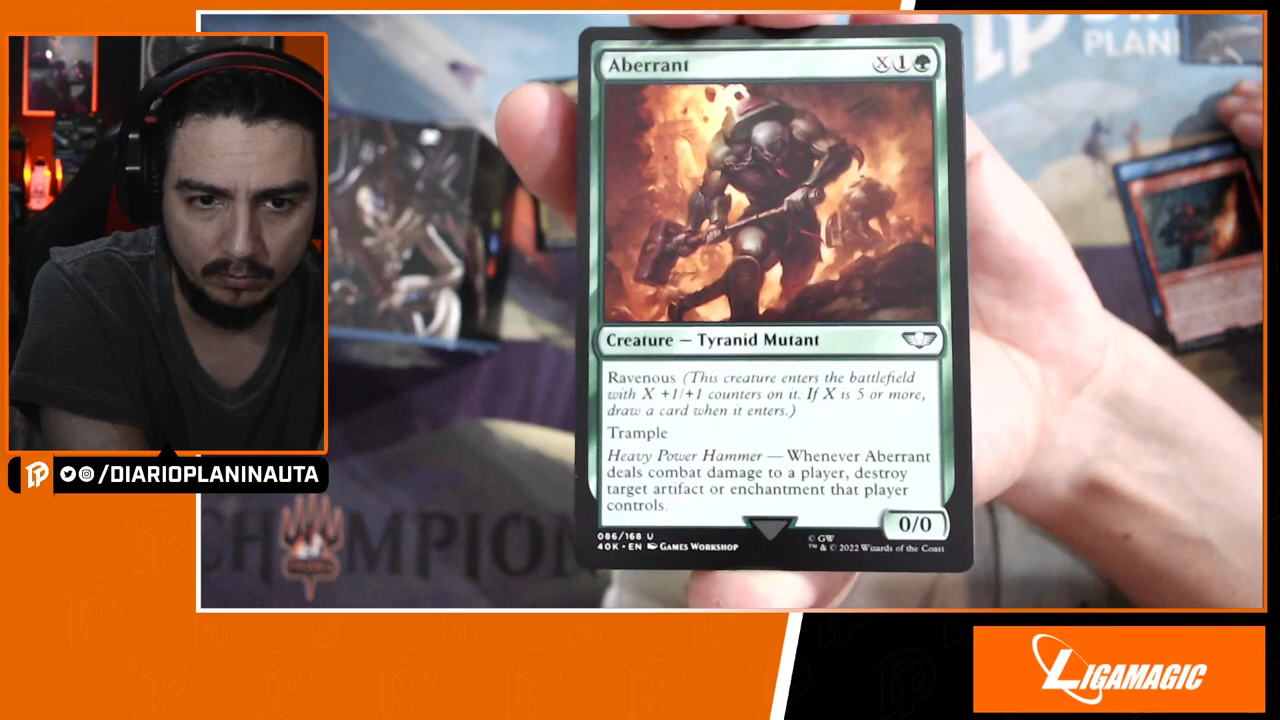 PLANI
Aberrant X1
Creature — Tyranid Mutant
Ravenous (This creature enters the battlefield
with X +1/+1 counters on it. If X is 5 or more,
draw a card when it enters.)
Trample
Heavy Power Hammer — Whenever Aberrant
deals combat damage to a player, destroy
target artifact or enchantment that player
controls.
0/0
086/168 U
40K • EN GAMES WORKSHOP
© GW
™ & © 2022 Wizards of the Coast
/DIARIOPLANINAUTA
CHAMPION
LIGAMAGIC